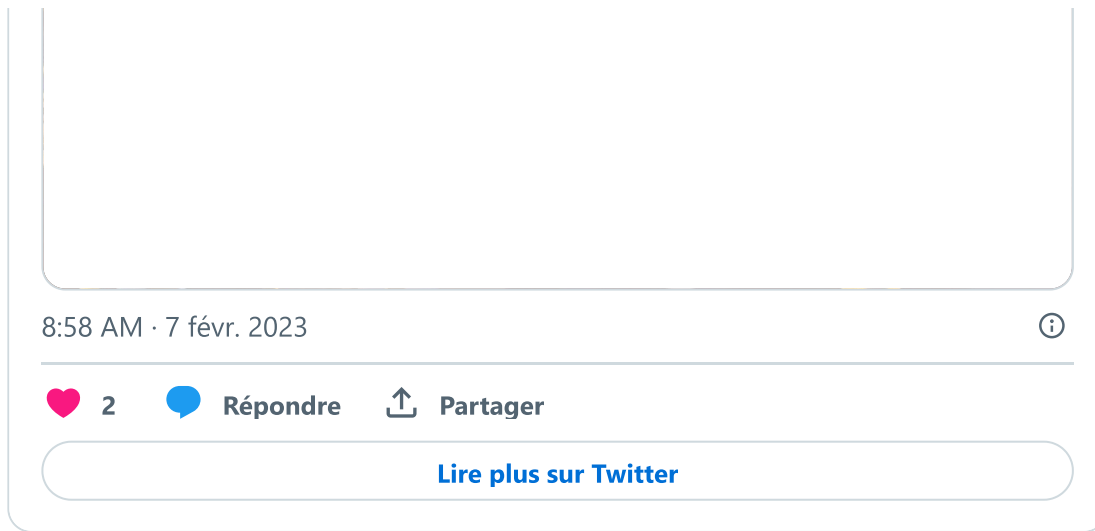 8:58 AM · 7 févr. 2023
2 Répondre Partager
Lire plus sur Twitter